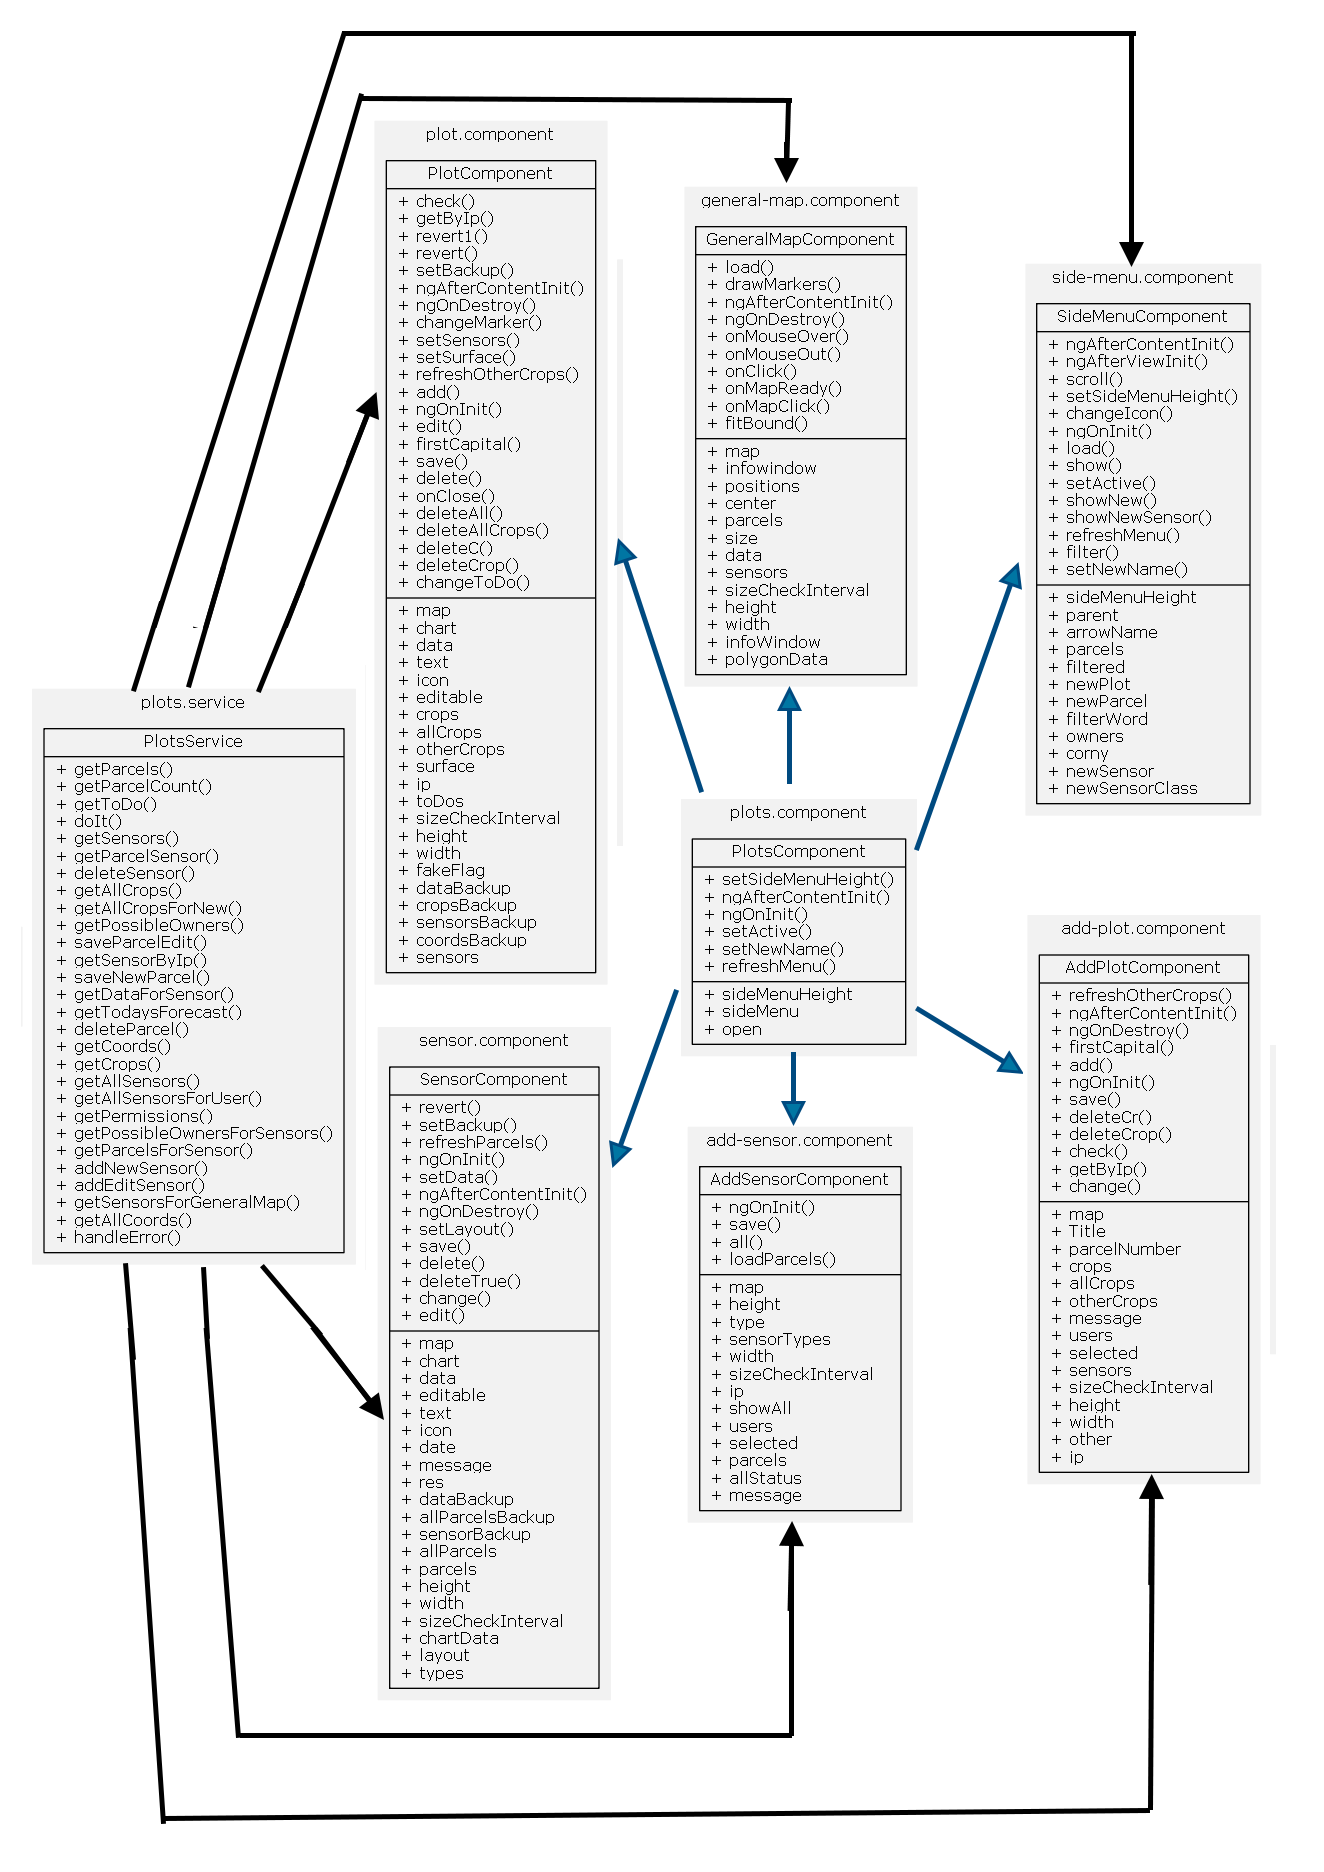 plot.component
PlotComponent
+ check()
+ getByIp()
+ revert1()
+ revert()
+ setBackup()
+ ngAfterContentInit()
+ ngOnDestroy()
+ changeMarker()
+ setSensors()
+ setSurface()
+ refreshOtherCrops()
+ add()
+ ngOnInit()
+ edit()
+ firstCapital()
+ save()
+ delete()
+ onClose()
+ deleteAll()
+ deleteAllCrops()
+ deleteC()
+ deleteCrop()
+ changeToDo()
+ map
+ chart
+ data
+ text
+ icon
+ editable
+ crops
+ allCrops
+ otherCrops
+ surface
+ ip
+ toDos
+ sizeCheckInterval
+ height
+ width
+ fakeFlag
+ dataBackup
+ cropsBackup
+ sensorsBackup
+ coordsBackup
+ sensors
general-map.component
GeneralMapComponent
+ load()
+ drawMarkers()
+ ngAfterContentInit()
+ ngOnDestroy()
+ onMouseOver()
+ onMouseOut()
+ onClick()
+ onMapReady()
+ onMapClick()
+ fitBound()
+ map
+ infowindow
+ positions
+ center
+ parcels
+ size
+ data
+ sensors
+ sizeCheckInterval
+ height
+ width
+ infoWindow
+ polygonData
side-menu.component
SideMenuComponent
+ ngAfterContentInit()
+ ngAfterViewInit()
+ scroll()
+ setSideMenuHeight()
+ changeIcon()
+ ngOnInit()
+ load()
+ show()
+ setActive()
+ showNew()
+ showNewSensor()
+ refreshMenu()
+ filter()
+ setNewName()
+ sideMenuHeight
+ parent
+ arrowName
+ parcels
+ filtered
+ newPlot
+ newParcel
+ filterWord
+ owners
+ corny
+ newSensor
+ newSensorClass
plots.service
PlotsService
+ getParcels()
+ getParcelCount()
+ getToDo()
+ doIt()
+ getSensors()
+ getParcelSensor()
+ deleteSensor()
+ getAllCrops()
+ getAllCropsForNew()
+ getPossibleOwners()
+ saveParcelEdit()
+ getSensorByIp()
+ saveNewParcel()
+ getDataForSensor()
+ getTodaysForecast()
+ deleteParcel()
+ getCoords()
+ getCrops()
+ getAllSensors()
+ getAllSensorsForUser()
+ getPermissions()
+ getPossibleOwnersForSensors()
+ getParcelsForSensor()
+ addNewSensor()
+ addEditSensor()
+ getSensorsForGeneralMap()
+ getAllCoords()
+ handleError()
plots.component
PlotsComponent
+ setSideMenuHeight()
+ ngAfterContentInit()
+ ngOnInit()
+ setActive()
+ setNewName()
+ refreshMenu()
+ sideMenuHeight
+ sideMenu
+ open
add-plot.component
AddPlotComponent
+ refreshOtherCrops()
+ ngAfterContentInit()
+ ngOnDestroy()
+ firstCapital()
+ add()
+ ngOnInit()
+ save()
+ deleteCr()
+ deleteCrop()
+ check()
+ getByIp()
+ change()
+ map
+ Title
+ parcelNumber
+ crops
+ allCrops
+ otherCrops
+ message
+ users
+ selected
+ sensors
+ sizeCheckInterval
+ height
+ width
+ other
+ ip
sensor.component
SensorComponent
+ revert()
+ setBackup()
+ refreshParcels()
+ ngOnInit()
+ setData()
+ ngAfterContentInit()
+ ngOnDestroy()
+ setLayout()
+ save()
+ delete()
+ deleteTrue()
+ change()
+ edit()
+ map
+ chart
+ data
+ editable
+ text
+ icon
+ date
+ message
+ res
+ dataBackup
+ allParcelsBackup
+ sensorBackup
+ allParcels
+ parcels
+ height
+ width
+ sizeCheckInterval
+ chartData
+ layout
+ types
add-sensor.component
AddSensorComponent
+ ngOnInit()
+ save()
+ all()
+ loadParcels()
+ map
+ height
+ type
+ sensorTypes
+ width
+ sizeCheckInterval
+ ip
+ showAll
+ users
+ selected
+ parcels
+ allStatus
+ message